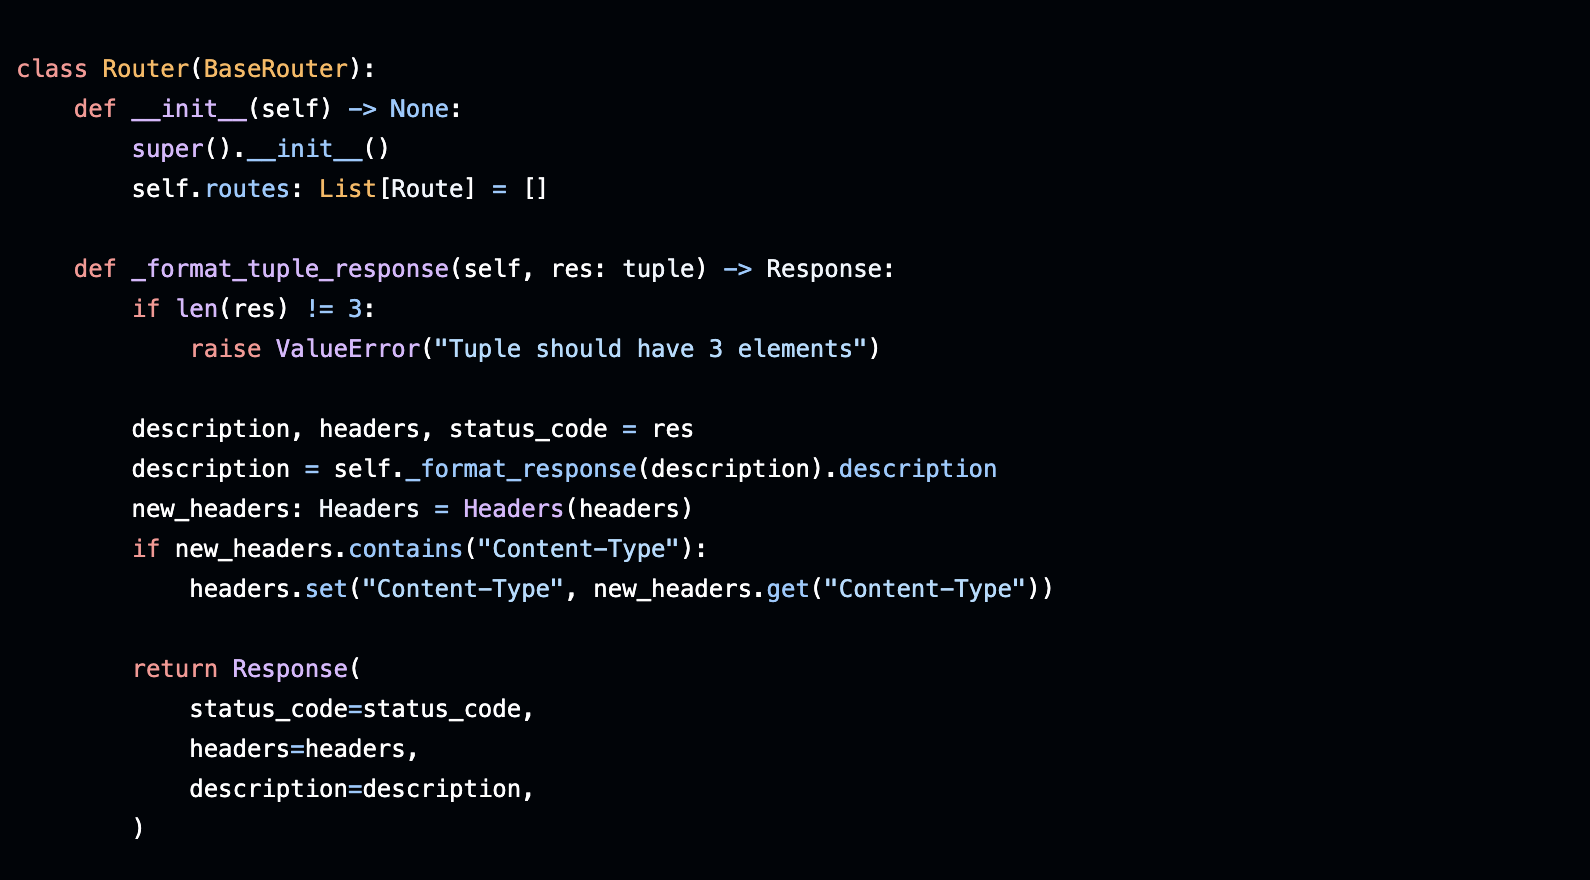 class Router(BaseRouter):
    def __init__(self) -> None:
        super().__init__()
        self.routes: List[Route] = []

    def _format_tuple_response(self, res: tuple) -> Response:
        if len(res) != 3:
            raise ValueError("Tuple should have 3 elements")

        description, headers, status_code = res
        description = self._format_response(description).description
        new_headers: Headers = Headers(headers)
        if new_headers.contains("Content-Type"):
            headers.set("Content-Type", new_headers.get("Content-Type"))

        return Response(
            status_code=status_code,
            headers=headers,
            description=description,
        )